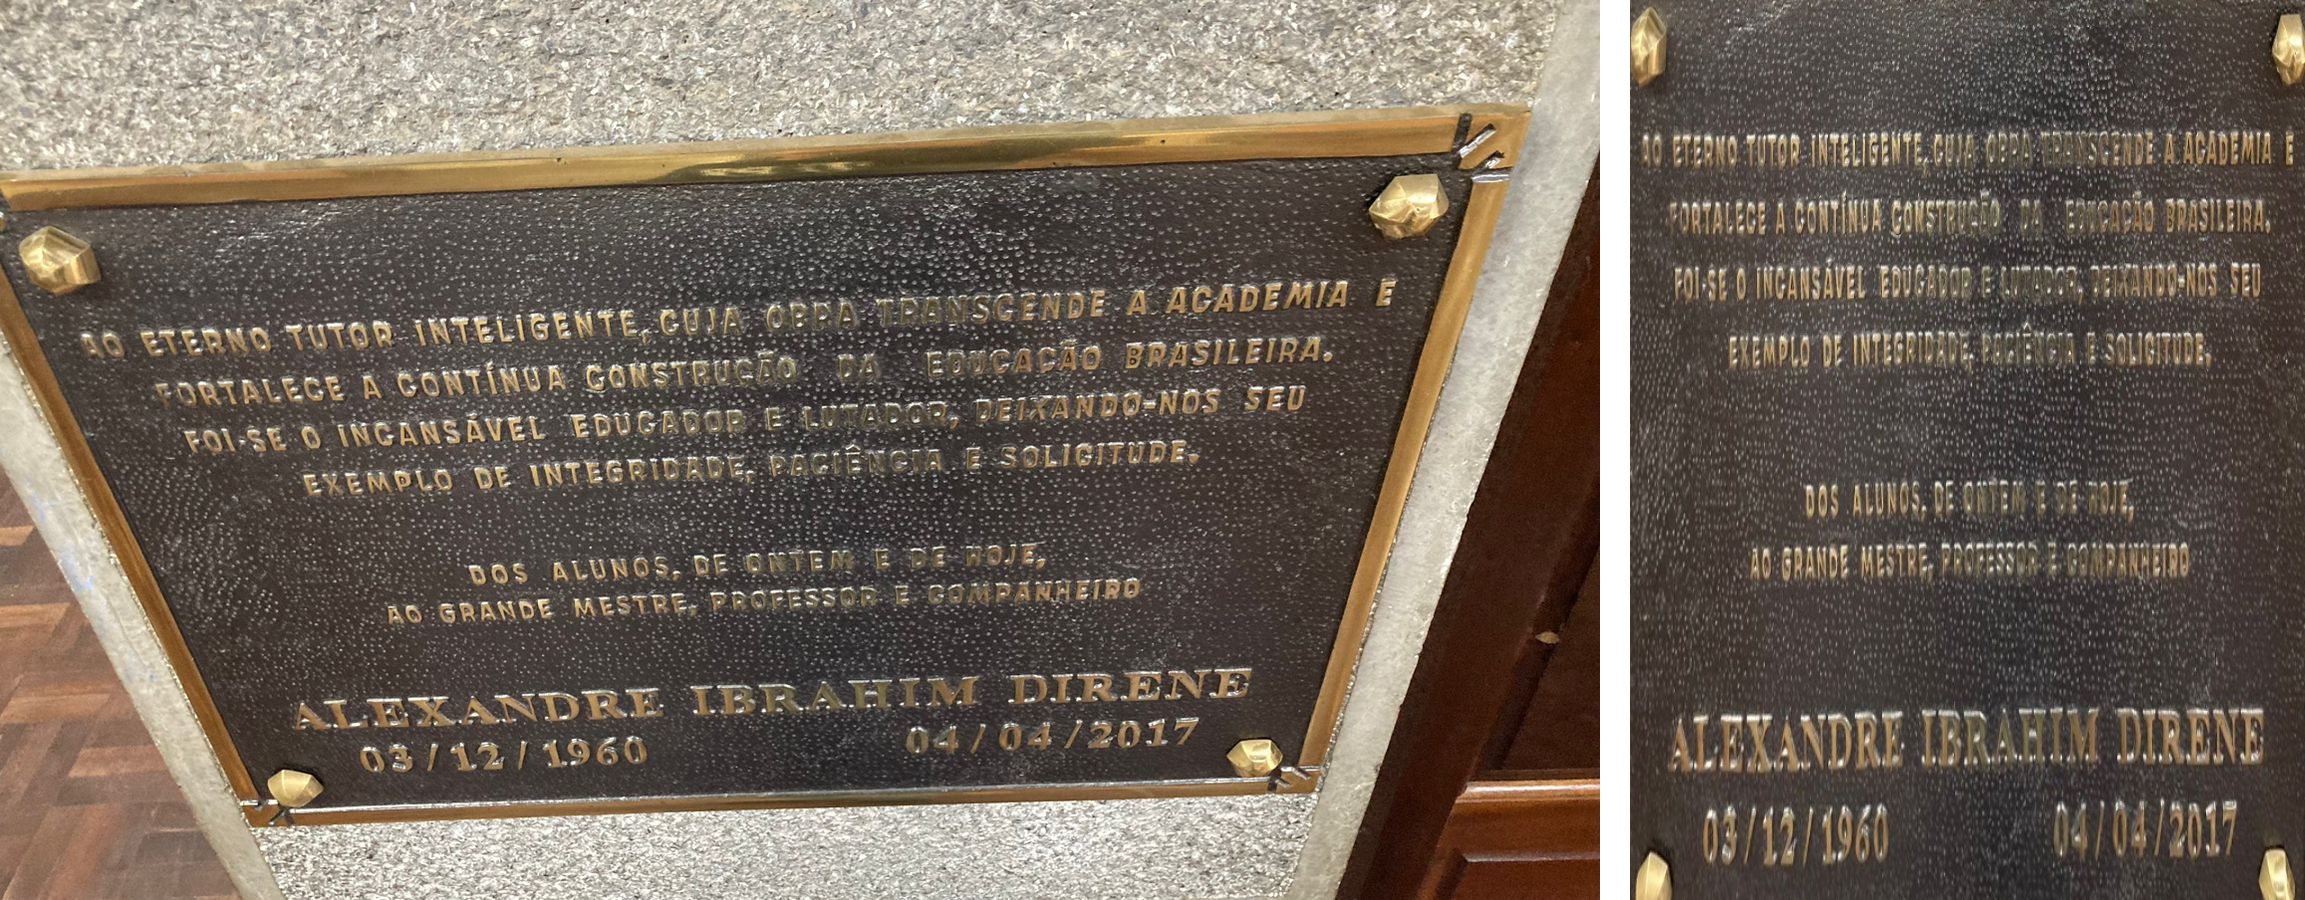 AO ETERNO TUTOR INTELIGENTE, CUJA OBRA TRANSCENDE A ACADEMIA E
FORTALECE A CONTÍNUA CONSTRUÇÃO DA EDUCAÇÃO BRASILEIRA.
FOI-SE O INCANSÁVEL EDUCADOR E LUTADOR, DEIXANDO-NOS SEU
EXEMPLO DE INTEGRIDADE, PACIÊNCIA E SOLICITUDE.
DOS ALUNOS, DE ONTEM E DE HOJE,
AO GRANDE MESTRE, PROFESSOR E COMPANHEIRO
ALEXANDRE IBRAHIM DIRENE
03/12/1960 04/04/2017
AO ETERNO TUTOR INTELIGENTE, CUJA OBRA TRANSCENDE A ACADEMIA E
FORTALECE A CONTÍNUA CONSTRUÇÃO DA EDUCAÇÃO BRASILEIRA.
FOI-SE O INCANSÁVEL EDUCADOR E LUTADOR, DEIXANDO-NOS SEU
EXEMPLO DE INTEGRIDADE, PACIÊNCIA E SOLICITUDE.
DOS ALUNOS, DE ONTEM E DE HOJE,
AO GRANDE MESTRE, PROFESSOR E COMPANHEIRO
ALEXANDRE IBRAHIM DIRENE
03/12/1960 04/04/2017